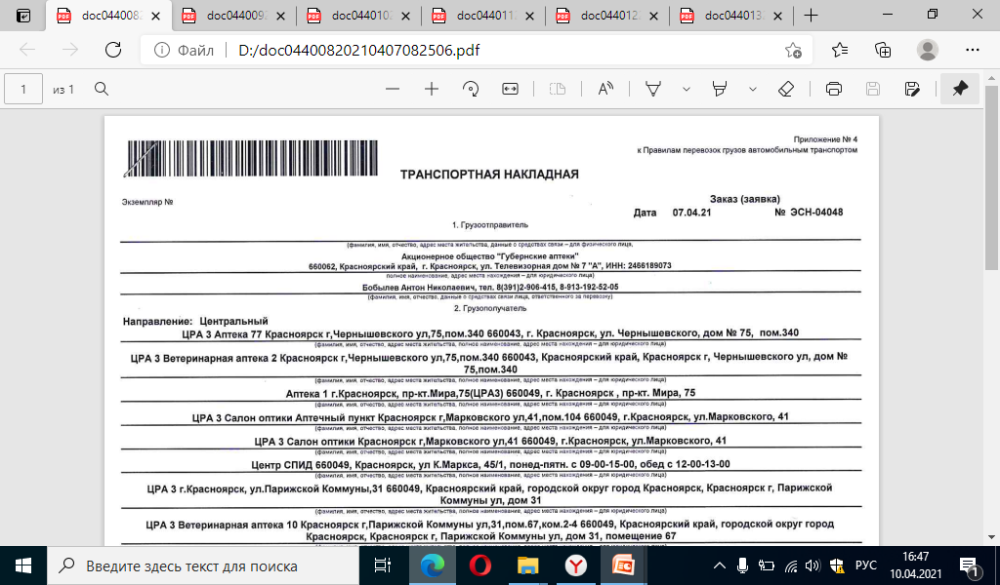 doc044008
doc044009
doc044010
doc044011
doc044012
doc044013
Файл D:/doc04400820210407082506.pdf
1 из 1
Приложение № 4
к Правилам перевозок грузов автомобильным транспортом
ТРАНСПОРТНАЯ НАКЛАДНАЯ
Экземпляр №
Заказ (заявка)
Дата 07.04.21 № ЭСН-04048
1. Грузоотправитель
(фамилия, имя, отчество, адрес места жительства, данные о средствах связи – для физического лица,
Акционерное общество "Губернские аптеки"
660062, Красноярский край, г. Красноярск, ул. Телевизорная дом № 7 "А", ИНН: 2466189073
полное наименование, адрес места нахождения – для юридического лица)
Бобылев Антон Николаевич, тел. 8(391)2-906-415, 8-913-192-52-05
(фамилия, имя, отчество, данные о средствах связи лица, ответственного за перевозку)
2. Грузополучатель
Направление: Центральный
ЦРА 3 Аптека 77 Красноярск г,Чернышевского ул,75,пом.340 660043, г. Красноярск, ул. Чернышевского, дом № 75, пом.340
(фамилия, имя, отчество, адрес места жительства, полное наименование, адрес места нахождения – для юридического лица)
ЦРА 3 Ветеринарная аптека 2 Красноярск г,Чернышевского ул,75,пом.340 660043, Красноярский край, Красноярск г, Чернышевского ул, дом №
75,пом.340
(фамилия, имя, отчество, адрес места жительства, полное наименование, адрес места нахождения – для юридического лица)
Аптека 1 г.Красноярск, пр-кт.Мира,75(ЦРА3) 660049, г. Красноярск , пр-кт. Мира, 75
(фамилия, имя, отчество, адрес места жительства, полное наименование, адрес места нахождения – для юридического лица)
ЦРА 3 Салон оптики Аптечный пункт Красноярск г,Марковского ул,41,пом.104 660049, г.Красноярск, ул.Марковского, 41
(фамилия, имя, отчество, адрес места жительства, полное наименование, адрес места нахождения – для юридического лица)
ЦРА 3 Салон оптики Красноярск г,Марковского ул,41 660049, г.Красноярск, ул.Марковского, 41
(фамилия, имя, отчество, адрес места жительства, полное наименование, адрес места нахождения – для юридического лица)
Центр СПИД 660049, Красноярск, ул К.Маркса, 45/1, понед-пятн. с 09-00-15-00, обед с 12-00-13-00
(фамилия, имя, отчество, адрес места жительства, полное наименование, адрес места нахождения – для юридического лица)
ЦРА 3 г.Красноярск, ул.Парижской Коммуны,31 660049, Красноярский край, городской округ город Красноярск, Красноярск г, Парижской
Коммуны ул, дом 31
(фамилия, имя, отчество, адрес места жительства, полное наименование, адрес места нахождения – для юридического лица)
ЦРА 3 Ветеринарная аптека 10 Красноярск г,Парижской Коммуны ул,31,пом.67,ком.2-4 660049, Красноярский край, городской округ город
Красноярск, Красноярск г, Парижской Коммуны ул, дом 31, помещение 67
Введите здесь текст для поиска
РУС
16:47
10.04.2021
1